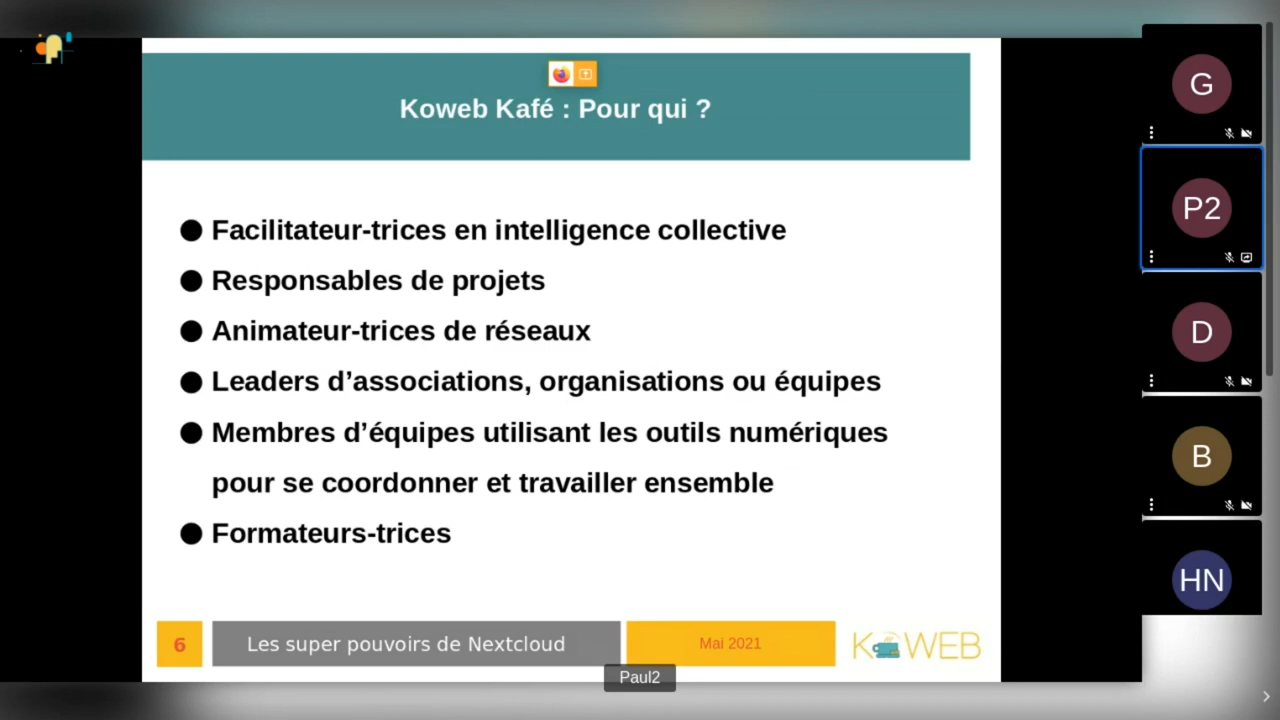 Koweb Kafé : Pour qui ?
● Facilitateur-trices en intelligence collective
● Responsables de projets
● Animateur-trices de réseaux
● Leaders d’associations, organisations ou équipes
● Membres d’équipes utilisant les outils numériques
pour se coordonner et travailler ensemble
● Formateurs-trices
6
Les super pouvoirs de Nextcloud
Mai 2021
KOWEB
Paul2
G
P2
D
B
HN